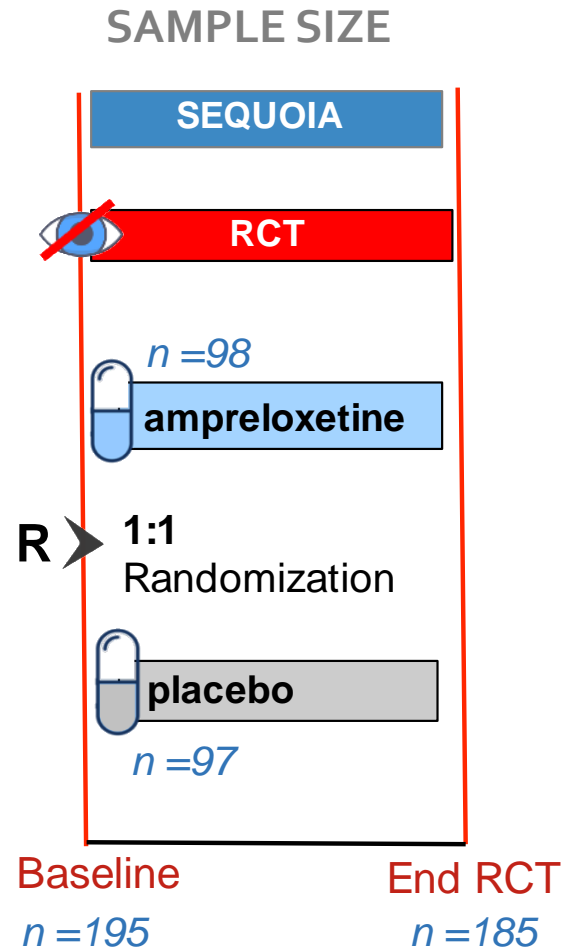 SAMPLE SIZE
SEQUOIA
RCT
n =98
ampreloxetine
R
1:1
Randomization
placebo
n =97
Baseline
End RCT
n =195
n =185